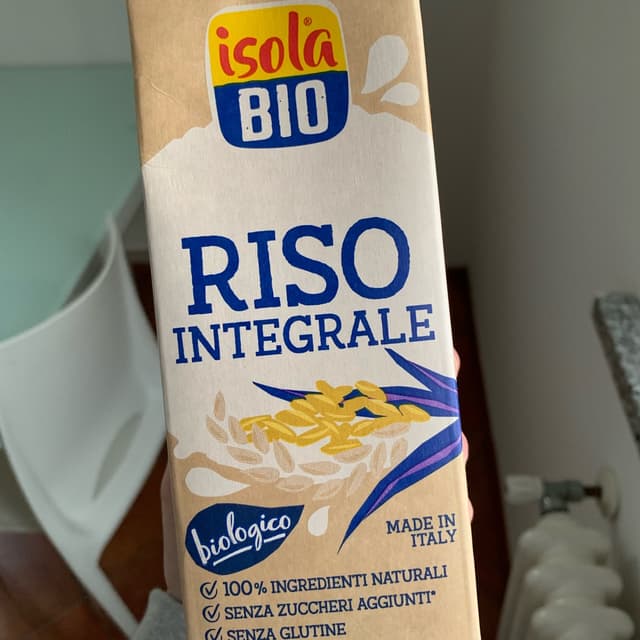 isola®
BIO
RISO
INTEGRALE
biologico
MADE IN
ITALY
100% INGREDIENTI NATURALI
SENZA ZUCCHERI AGGIUNTI*
SENZA GLUTINE